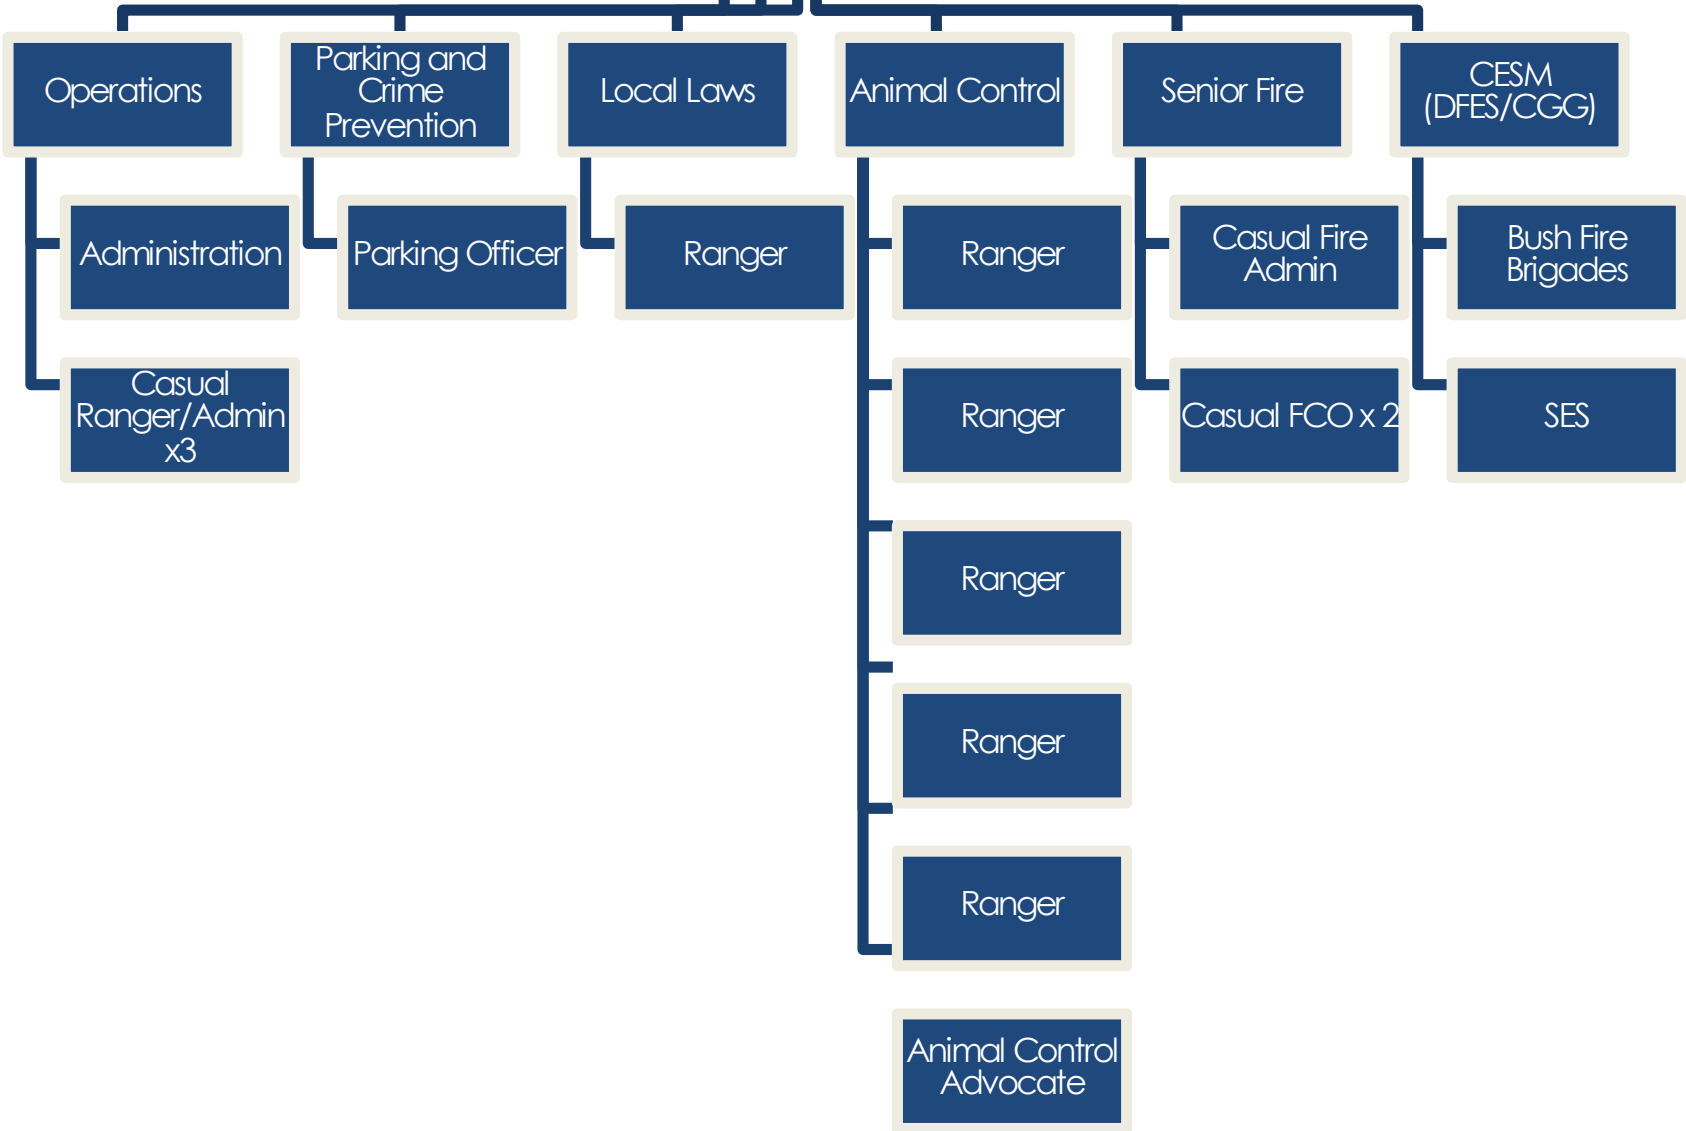 Operations
Parking and
Crime
Prevention
Local Laws
Animal Control
Senior Fire
CESM
(DFES/CGG)
Administration
Parking Officer
Ranger
Ranger
Casual Fire
Admin
Bush Fire
Brigades
Casual
Ranger/Admin
x3
Ranger
Casual FCO x 2
SES
Ranger
Ranger
Ranger
Animal Control
Advocate